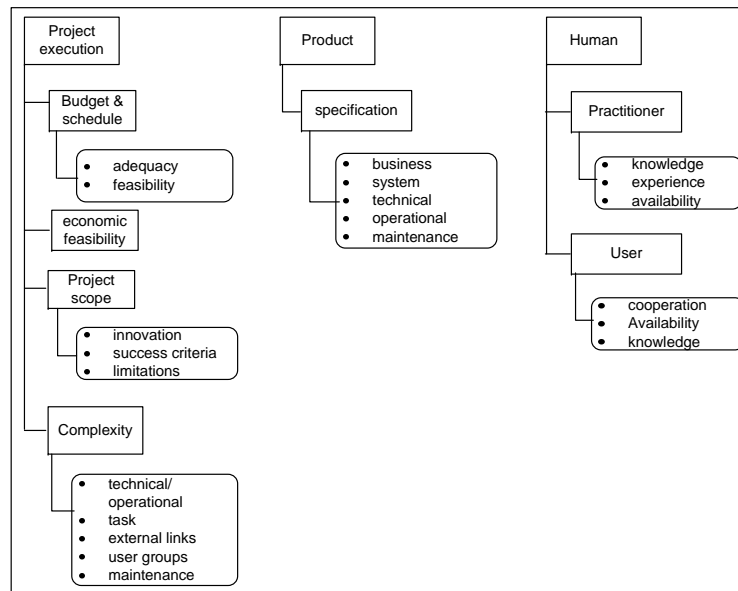 Project
execution
Budget &
schedule
• adequacy
• feasibility
economic
feasibility
Project
scope
• innovation
• success criteria
• limitations
Complexity
• technical/
operational
• task
• external links
• user groups
• maintenance
Product
specification
• business
• system
• technical
• operational
• maintenance
Human
Practitioner
• knowledge
• experience
• availability
User
• cooperation
• Availability
• knowledge